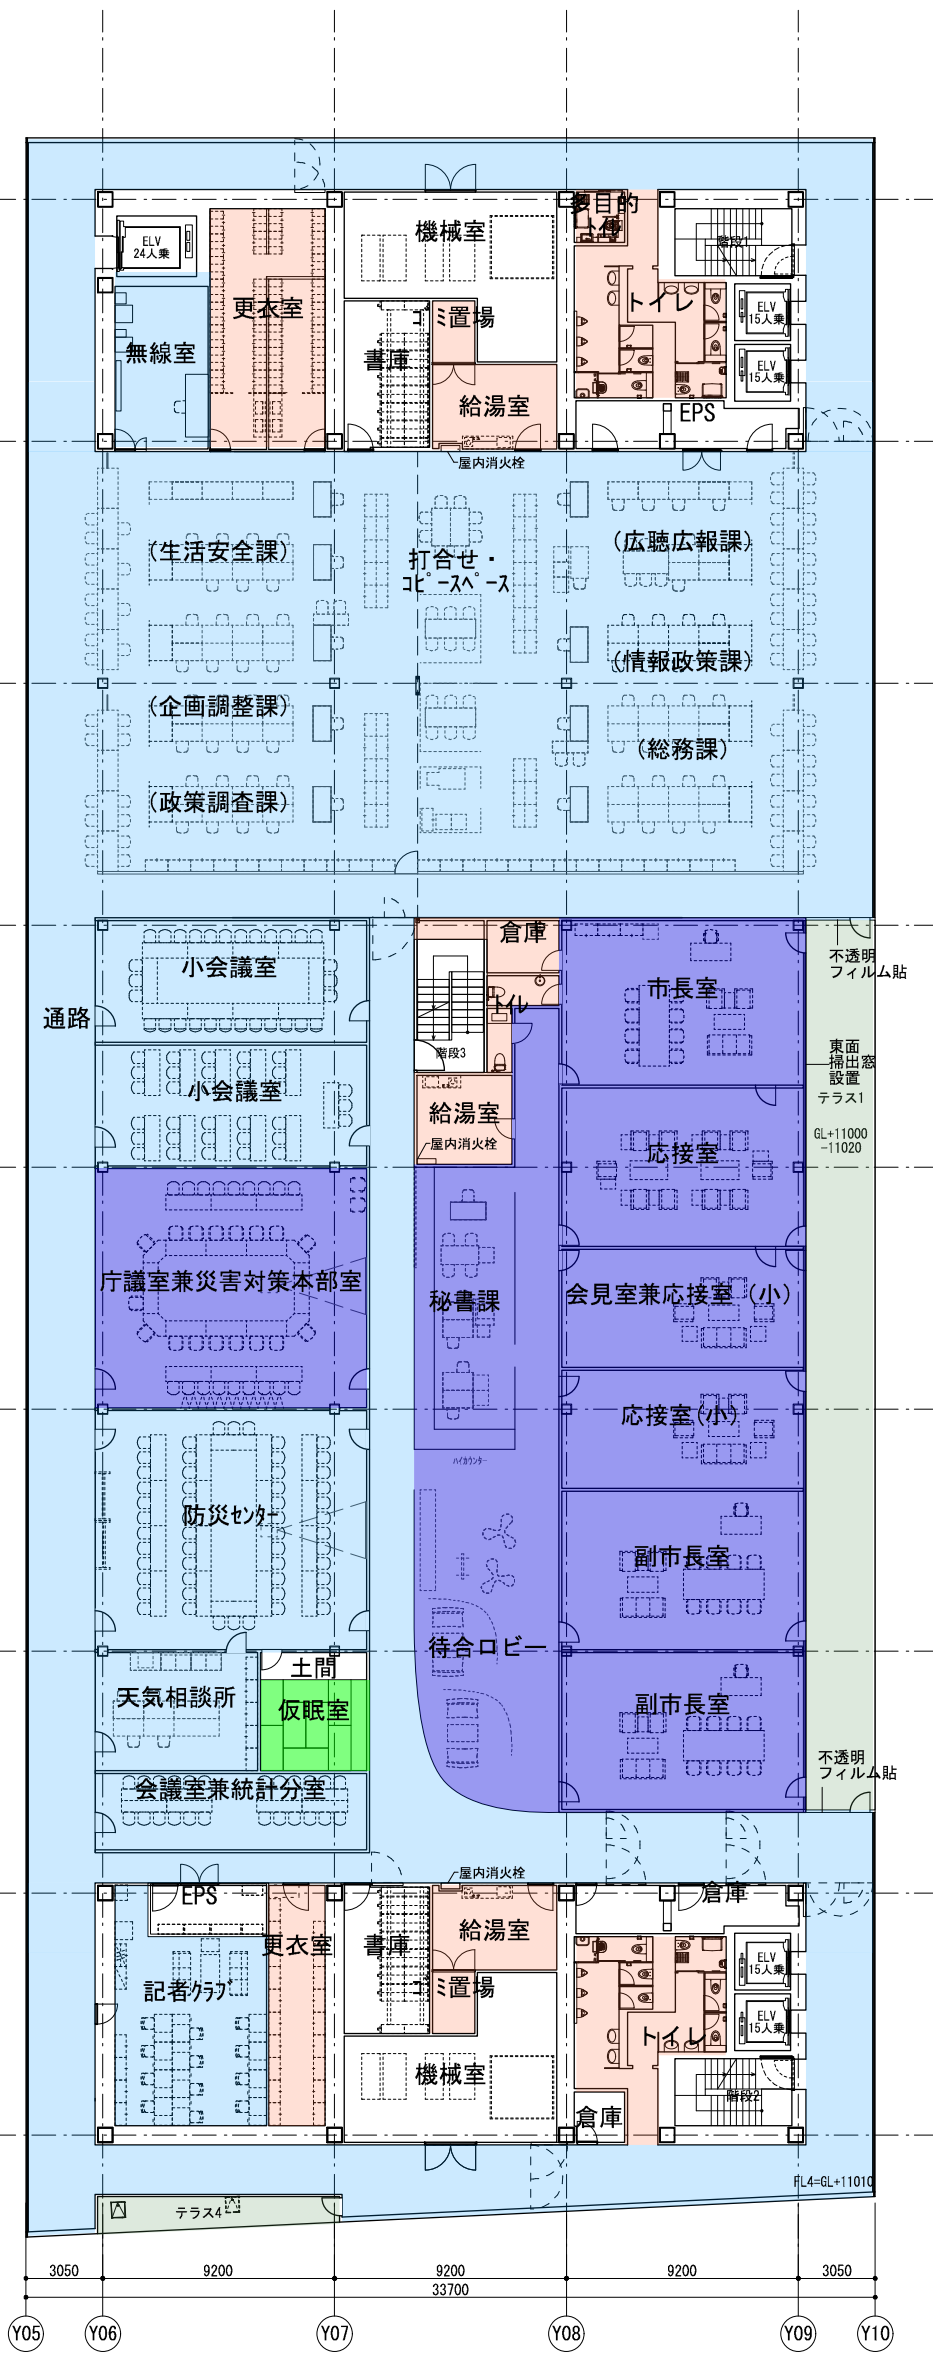 多目的
トイレ
機械室
階段1
ELV
24人乗
更衣室
ゴミ置場
トイレ
ELV
15人乗
無線室
書庫
ELV
15人乗
給湯室
EPS
屋内消火栓
(生活安全課)
打合せ・
コピースペース
(広聴広報課)
(情報政策課)
(企画調整課)
(総務課)
(政策調査課)
小会議室
倉庫
市長室
不透明
フィルム貼
通路
トイレ
階段3
東面
掃出窓
設置
テラス1
小会議室
給湯室
屋内消火栓
応接室
GL+11000
-11020
庁議室兼災害対策本部室
秘書課
会見室兼応接室(小)
応接室(小)
ハイカウンター
防災センター
副市長室
待合ロビー
土間
天気相談所
仮眠室
副市長室
会議室兼統計分室
不透明
フィルム貼
屋内消火栓
EPS
倉庫
更衣室
書庫
給湯室
ELV
15人乗
記者クラブ
ゴミ置場
トイレ
ELV
15人乗
機械室
階段2
倉庫
FL4=GL+11010
テラス4
3050
9200
9200
9200
3050
33700
Y05
Y06
Y07
Y08
Y09
Y10